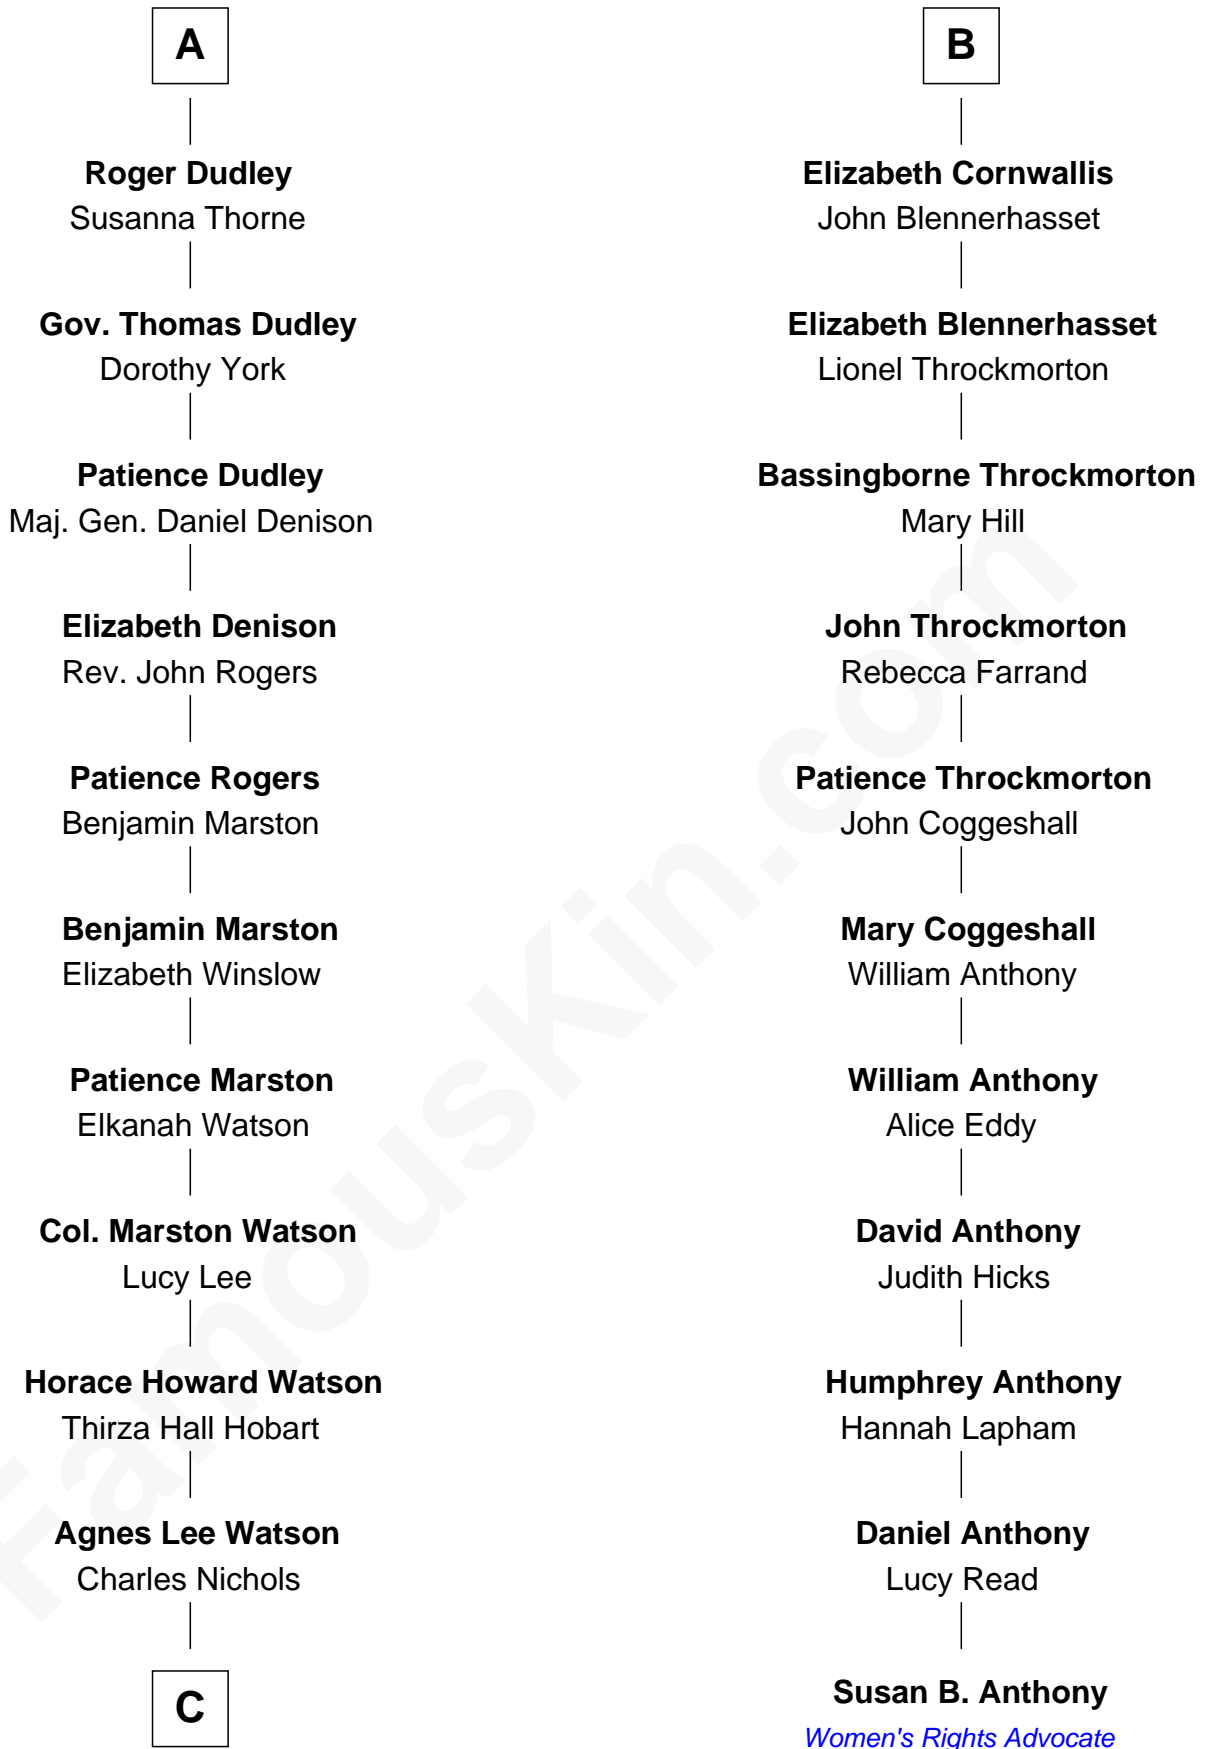 A
Roger Dudley
Susanna Thorne
Gov. Thomas Dudley
Dorothy York
Patience Dudley
Maj. Gen. Daniel Denison
Elizabeth Denison
Rev. John Rogers
Patience Rogers
Benjamin Marston
Benjamin Marston
Elizabeth Winslow
Patience Marston
Elkanah Watson
Col. Marston Watson
Lucy Lee
Horace Howard Watson
Thirza Hall Hobart
Agnes Lee Watson
Charles Nichols
C
B
Elizabeth Cornwallis
John Blennerhasset
Elizabeth Blennerhasset
Lionel Throckmorton
Bassingborne Throckmorton
Mary Hill
John Throckmorton
Rebecca Farrand
Patience Throckmorton
John Coggeshall
Mary Coggeshall
William Anthony
William Anthony
Alice Eddy
David Anthony
Judith Hicks
Humphrey Anthony
Hannah Lapham
Daniel Anthony
Lucy Read
Susan B. Anthony
Women's Rights Advocate
FamousKin.com